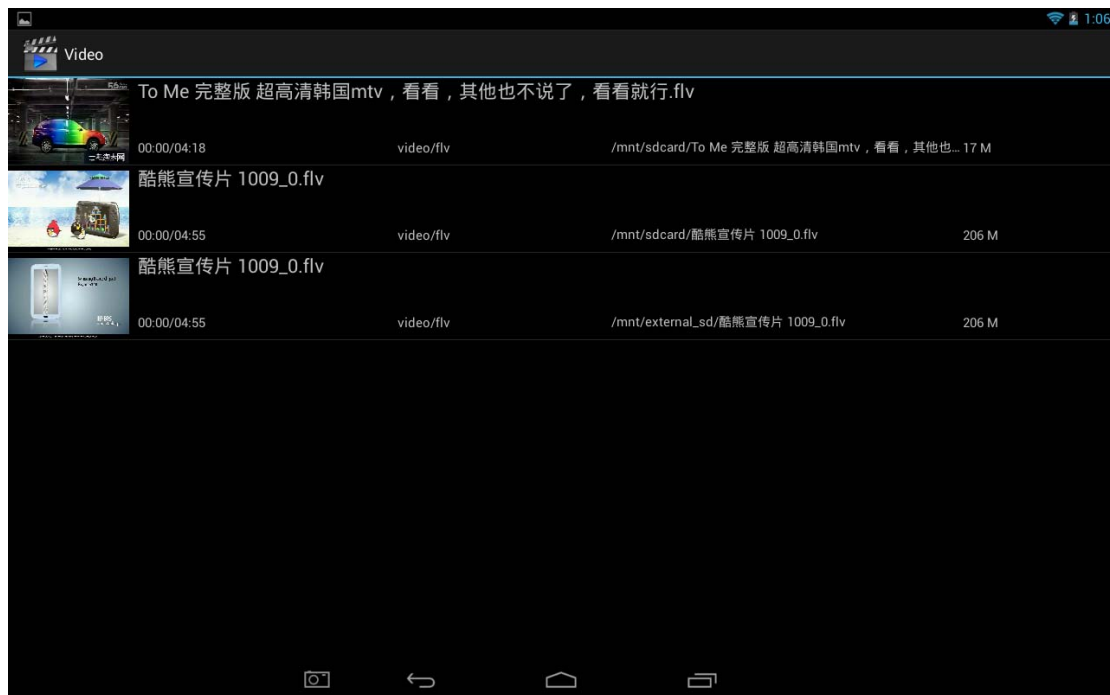 1:06
Video
To Me 完整版 超高清韩国mtv，看看，其他也不说了，看看就行.flv
00:00/04:18 video/flv /mnt/sdcard/To Me 完整版 超高清韩国mtv，看看，其他也... 17 M
酷熊宣传片 1009_0.flv
00:00/04:55 video/flv /mnt/sdcard/酷熊宣传片 1009_0.flv 206 M
酷熊宣传片 1009_0.flv
00:00/04:55 video/flv /mnt/external_sd/酷熊宣传片 1009_0.flv 206 M